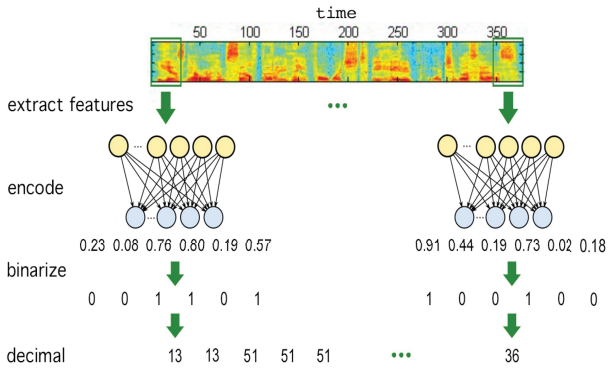 time
50 100 150 200 250 300 350
extract features
...
... ...
encode
... ...
0.23 0.08 0.76 0.80 0.19 0.57 0.91 0.44 0.19 0.73 0.02 0.18
binarize
0 0 1 1 0 1 1 0 0 1 0 0
decimal 13 13 51 51 51 ... 36